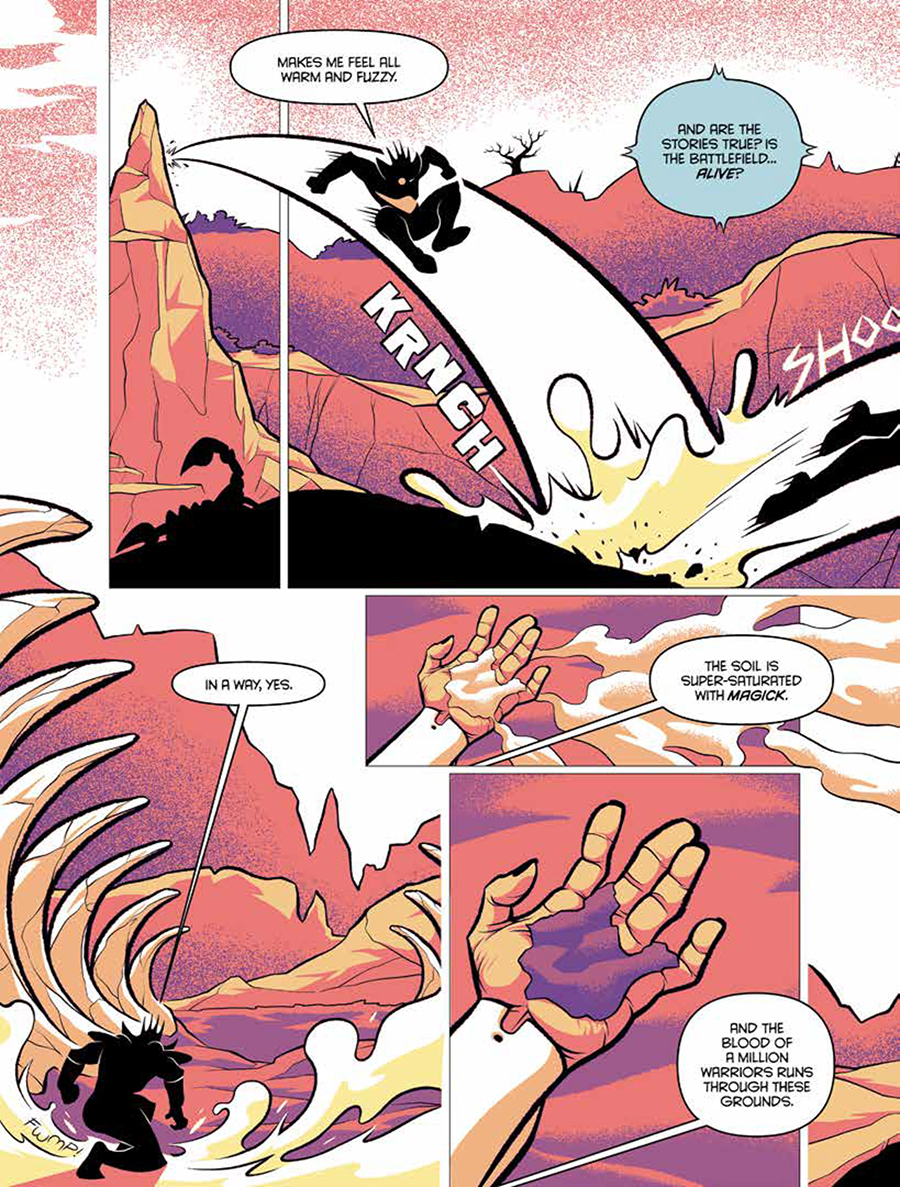 MAKES ME FEEL ALL
WARM AND FUZZY.
AND ARE THE
STORIES TRUE? IS
THE BATTLEFIELD...
ALIVE?
KRNCH
SHOO
IN A WAY, YES.
THE SOIL IS
SUPER-SATURATED
WITH MAGICK.
FWMP!
AND THE
BLOOD OF
A MILLION
WARRIORS RUNS
THROUGH THESE
GROUNDS.